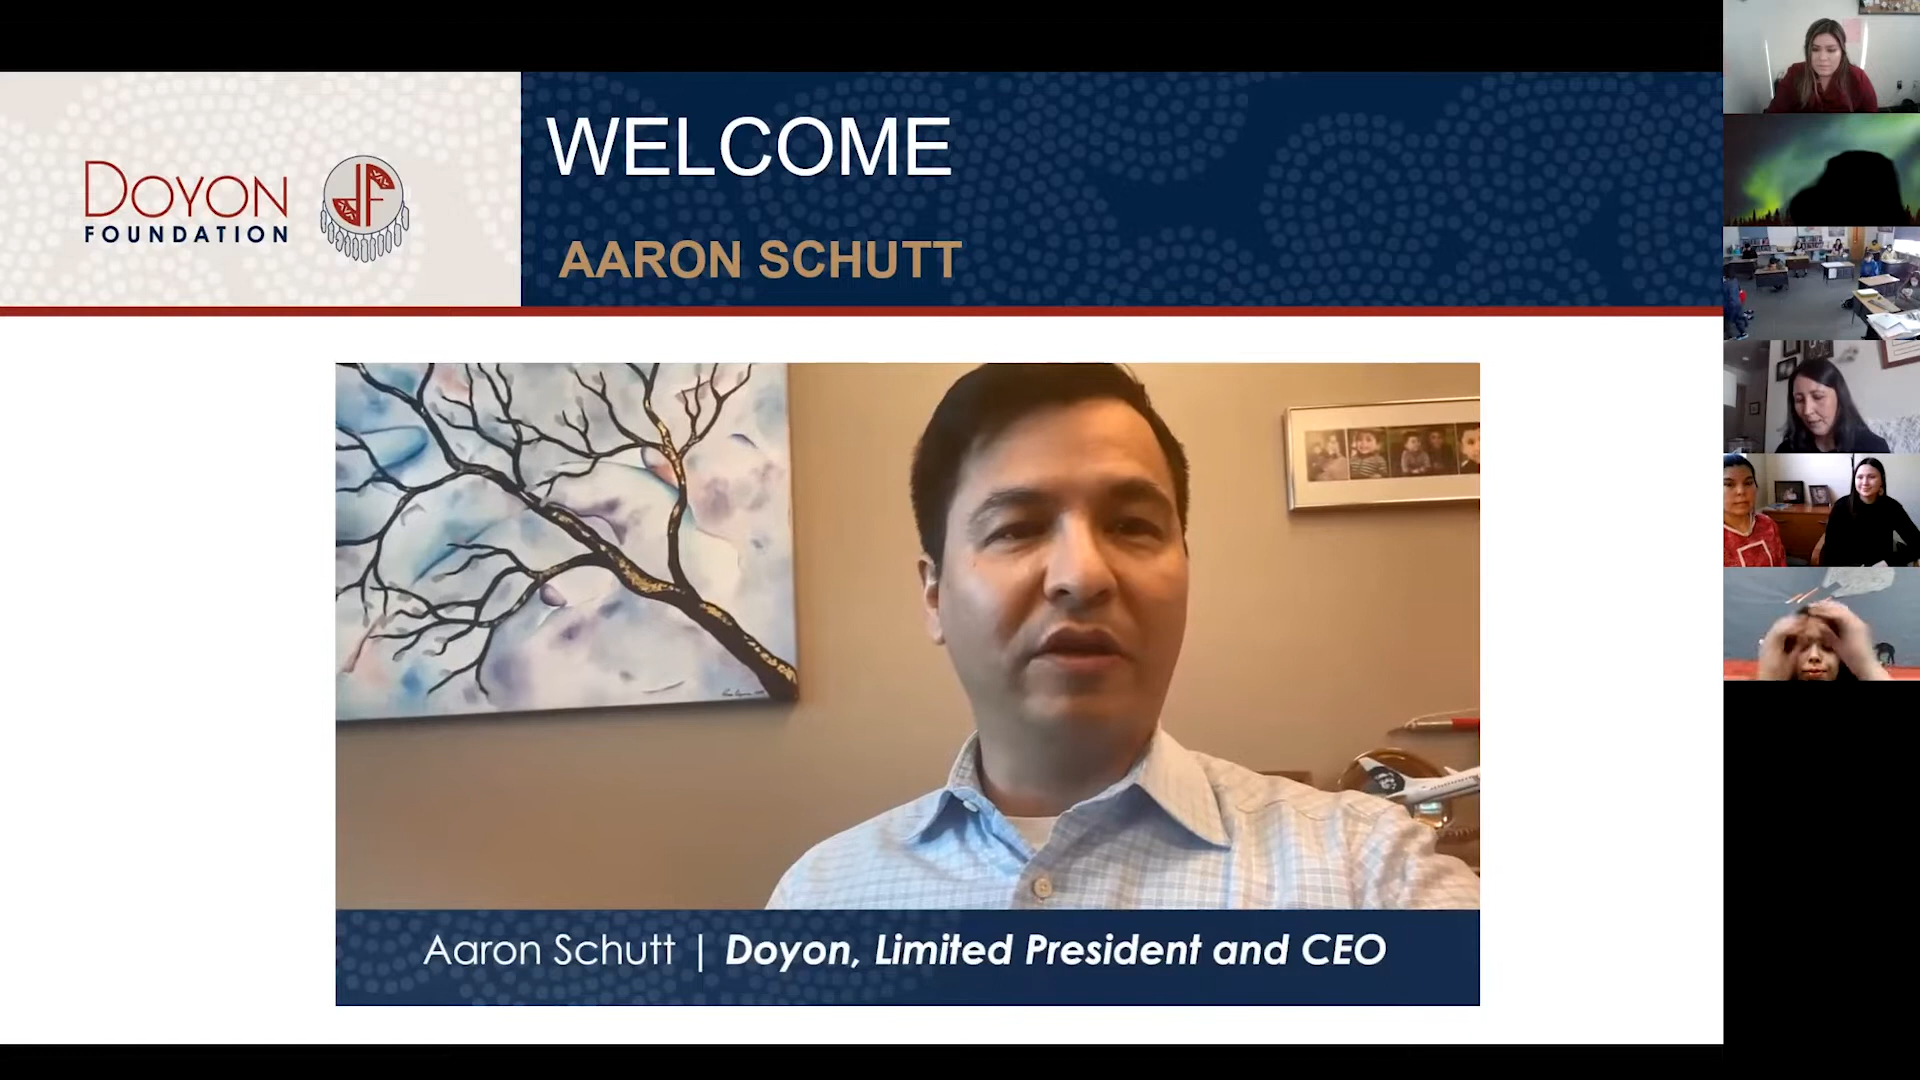 DOYON
FOUNDATION
WELCOME
AARON SCHUTT
Aaron Schutt | Doyon, Limited President and CEO